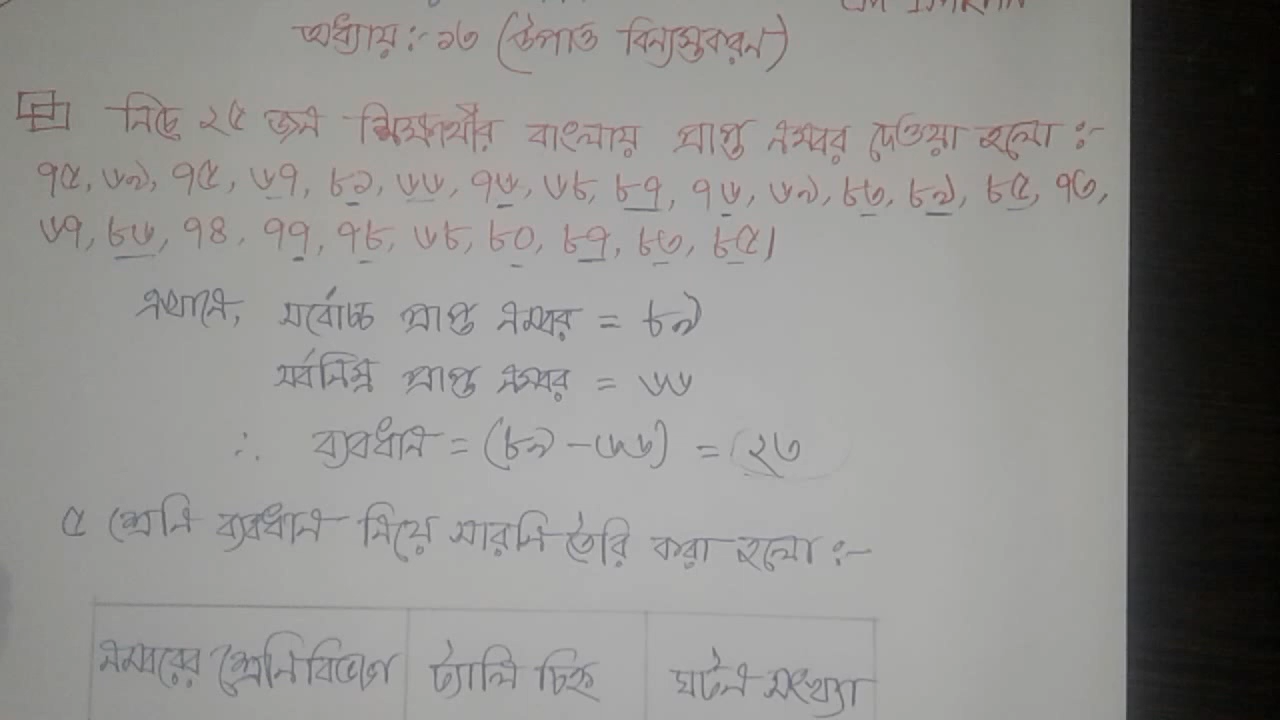 অধ্যায়:- ১৩ (উপাত্ত বিন্যস্তকরন)
নিচে ২৫ জন শিক্ষার্থীর বাংলায় প্রাপ্ত নম্বর দেওয়া হলো:-
৭৫, ৬৯, ৭৫, ৬৭, ৮১, ৬৬, ৭৬, ৬৮, ৮৭, ৭৬, ৬৯, ৮৩, ৮৯, ৮৫, ৭৩,
৬৭, ৮৬, ৭৪, ৭৭, ৭৮, ৬৮, ৮০, ৮৭, ৮৩, ৮৫।
এখানে, সর্বোচ্চ প্রাপ্ত নম্বর = ৮৯
সর্বনিম্ন প্রাপ্ত নম্বর = ৬৬
∴ ব্যবধান = (৮৯ - ৬৬) = ২৩
৫ শ্রেনি ব্যবধান নিয়ে সারনি তৈরি করা হলো:-
নম্বরের শ্রেনিবিভাগ ট্যালি চিহ্ন ঘটন সংখ্যা